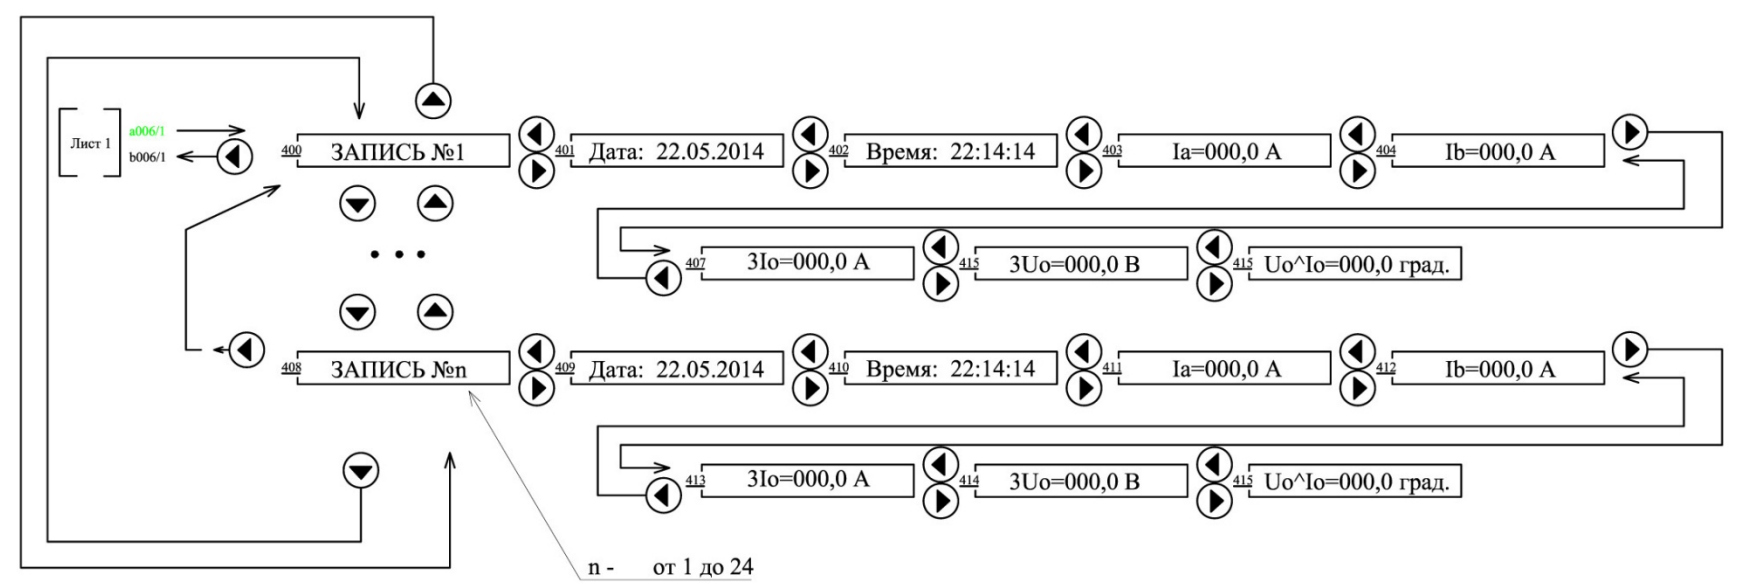 Лист 1
a006/1
b006/1
400 ЗАПИСЬ №1 401 Дата: 22.05.2014 402 Время: 22:14:14 403 Ia=000,0 А 404 Ib=000,0 А
• • •
407 3Io=000,0 А 415 3Uo=000,0 В 415 Uo^Io=000,0 град.
408 ЗАПИСЬ №n 409 Дата: 22.05.2014 410 Время: 22:14:14 411 Ia=000,0 А 412 Ib=000,0 А
413 3Io=000,0 А 414 3Uo=000,0 В 415 Uo^Io=000,0 град.
n - от 1 до 24